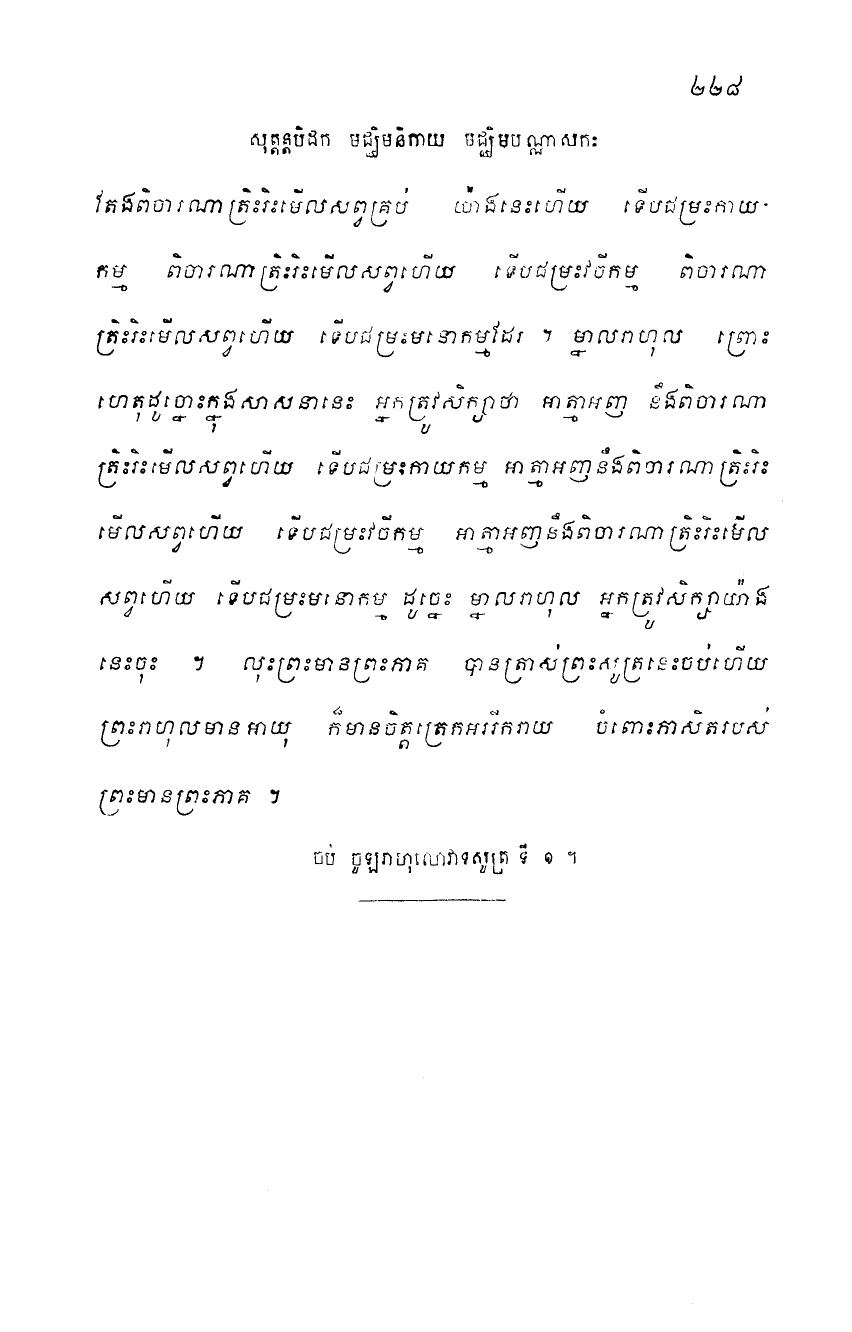 ២២៨
សុត្តន្តបិដក មជ្ឈិមនិកាយ មជ្ឈិមបណ្ណាសកៈ
តែងពិចារណាត្រិះរិះមើលសព្វគ្រប់ យ៉ាងនេះហើយ ទើបជម្រះកាយ-
កម្ម ពិចារណាត្រិះរិះមើលសព្វហើយ ទើបជម្រះវចីកម្ម ពិចារណា
ត្រិះរិះមើលសព្វហើយ ទើបជម្រះមនោកម្មដែរ ។ ម្នាលរាហុល ព្រោះ
ហេតុដូច្នោះក្នុងសាសនានេះ អ្នកត្រូវសិក្សាថា អាត្មាអញ នឹងពិចារណា
ត្រិះរិះមើលសព្វហើយ ទើបជម្រះកាយកម្ម អាត្មាអញនឹងពិចារណាត្រិះរិះ
មើលសព្វហើយ ទើបជម្រះវចីកម្ម អាត្មាអញនឹងពិចារណាត្រិះរិះមើល
សព្វហើយ ទើបជម្រះមនោកម្ម ដូច្នេះ ម្នាលរាហុល អ្នកត្រូវសិក្សាយ៉ាង
នេះចុះ ។ លុះព្រះមានព្រះភាគ បានត្រាស់ព្រះសូត្រនេះចប់ហើយ
ព្រះរាហុលមានអាយុ ក៏មានចិត្តត្រេកអររីករាយ ចំពោះភាសិតរបស់
ព្រះមានព្រះភាគ ។
ចប់ ចូឡរាហុលោវាទសូត្រ ទី ១ ។